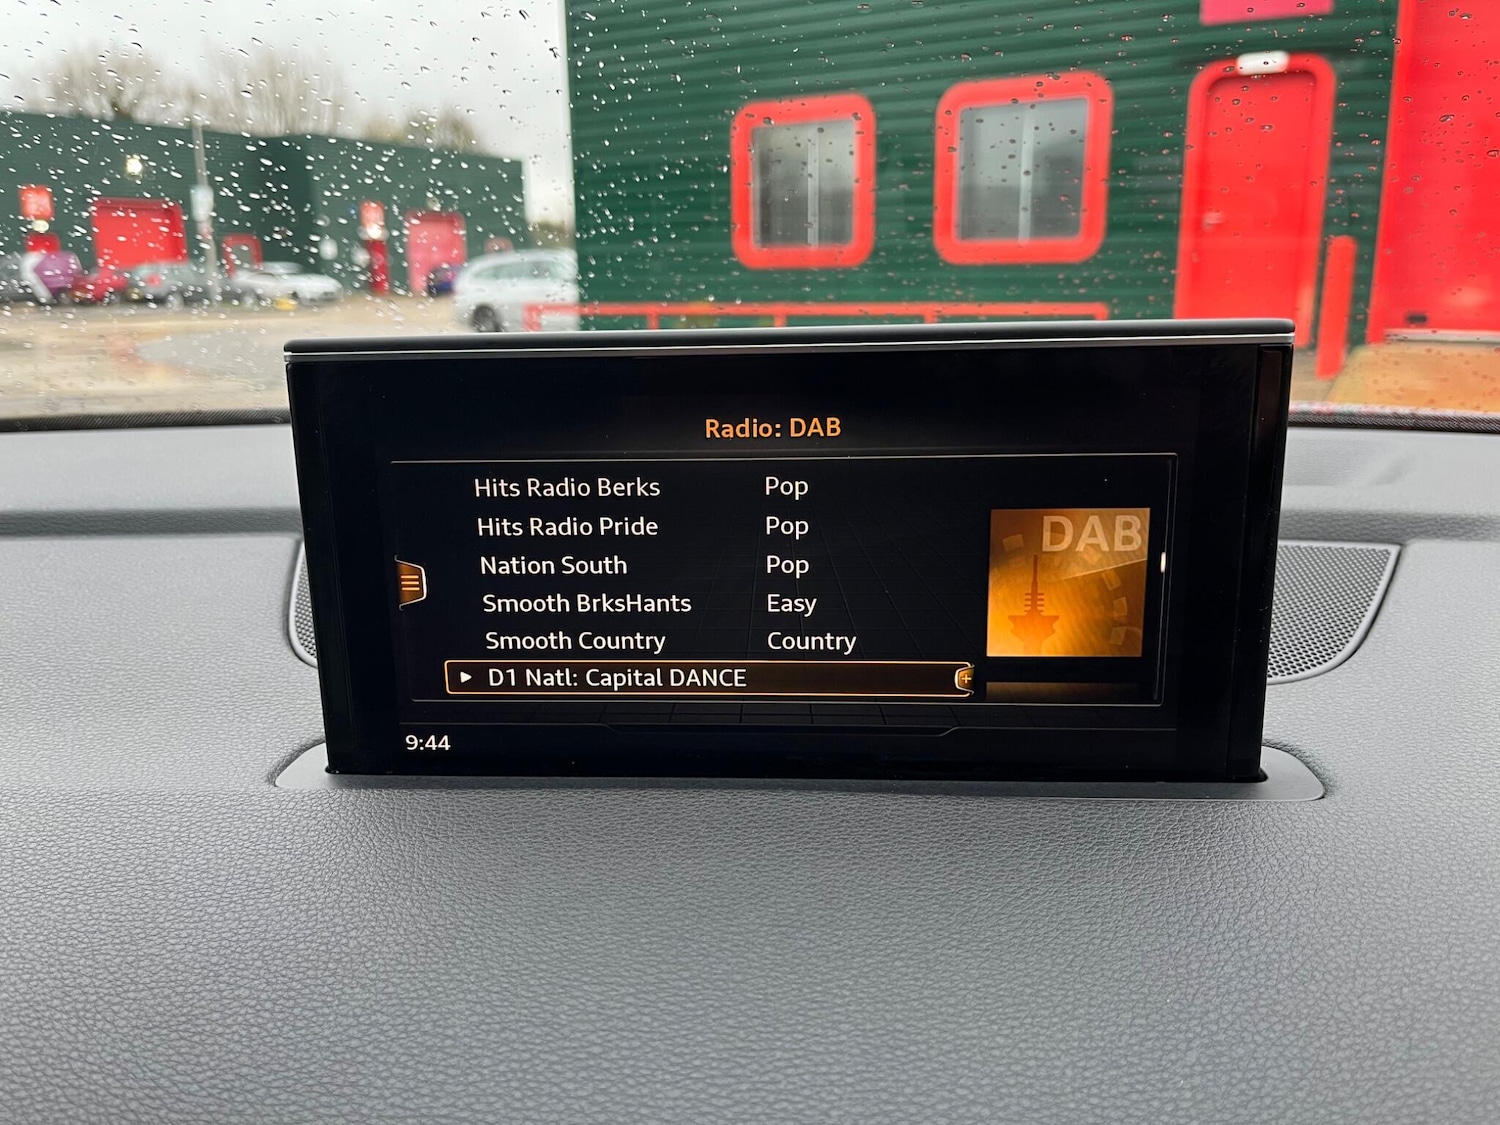 Radio: DAB
Hits Radio Berks Pop
Hits Radio Pride Pop
Nation South Pop
Smooth BrksHants Easy
Smooth Country Country
D1 Natl: Capital DANCE
DAB
9:44